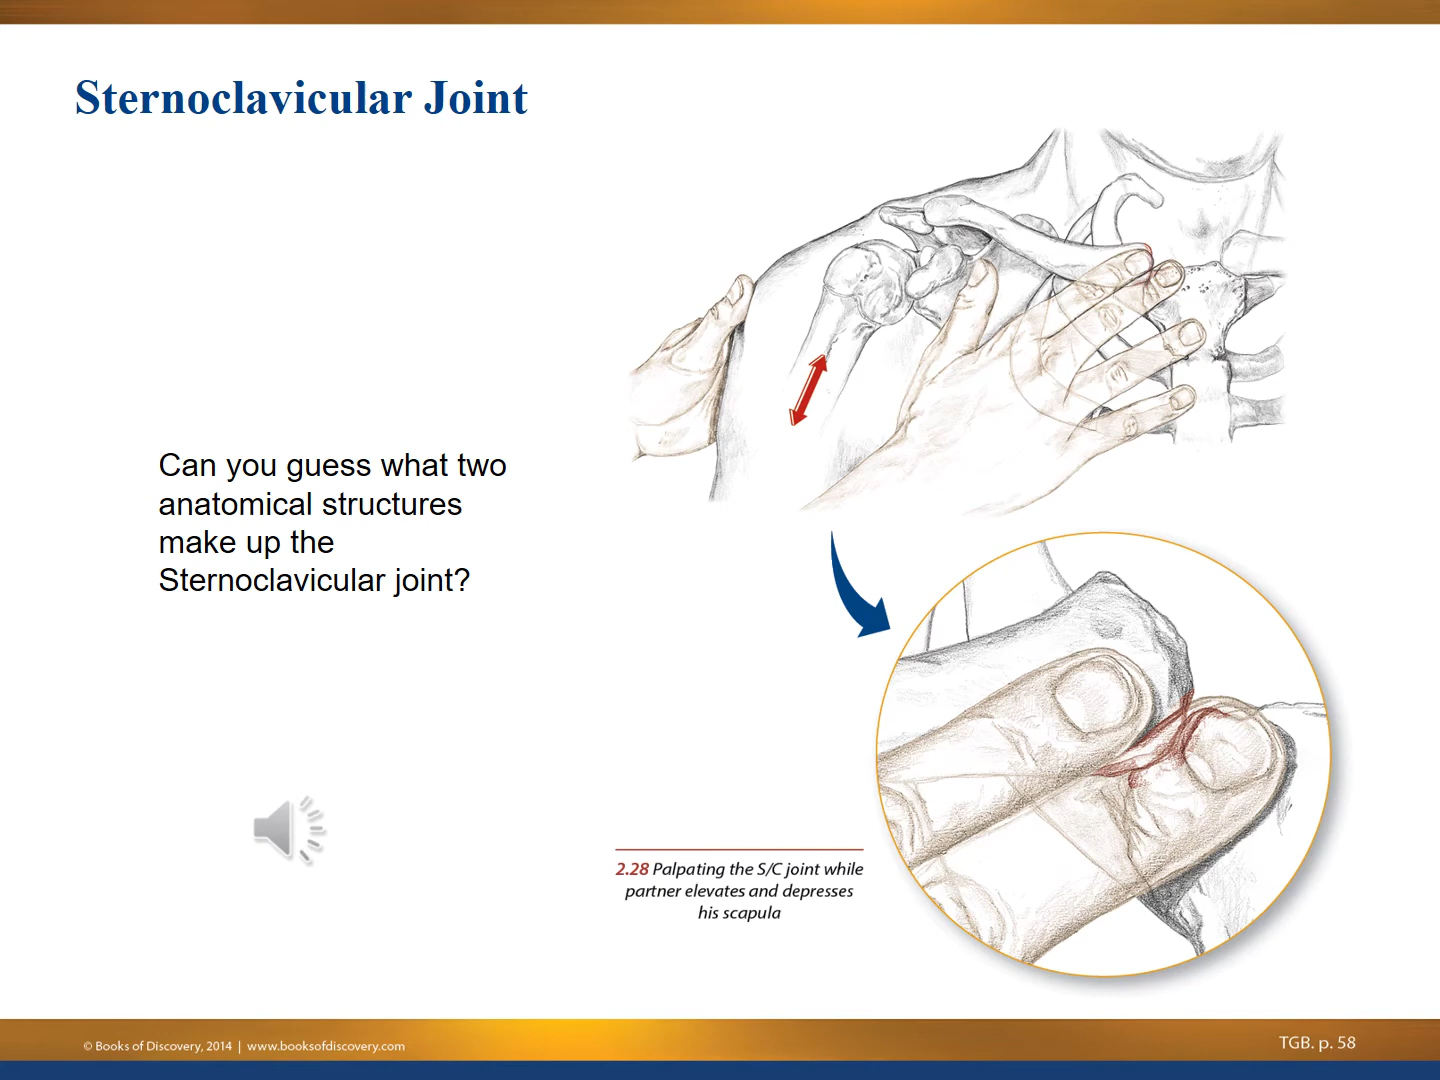 Sternoclavicular Joint
Can you guess what two
anatomical structures
make up the
Sternoclavicular joint?
2.28 Palpating the S/C joint while
partner elevates and depresses
his scapula
© Books of Discovery, 2014 | www.booksofdiscovery.com
TGB. p. 58